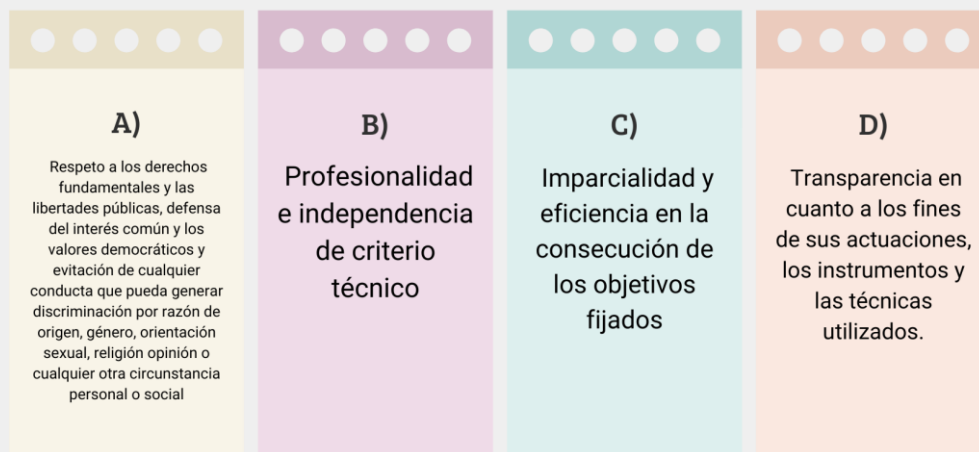 A)
Respeto a los derechos
fundamentales y las
libertades públicas, defensa
del interés común y los
valores democráticos y
evitación de cualquier
conducta que pueda generar
discriminación por razón de
origen, género, orientación
sexual, religión opinión o
cualquier otra circunstancia
personal o social
B)
Profesionalidad
e independencia
de criterio
técnico
C)
Imparcialidad y
eficiencia en la
consecución de
los objetivos
fijados
D)
Transparencia en
cuanto a los fines
de sus actuaciones,
los instrumentos y
las técnicas
utilizados.